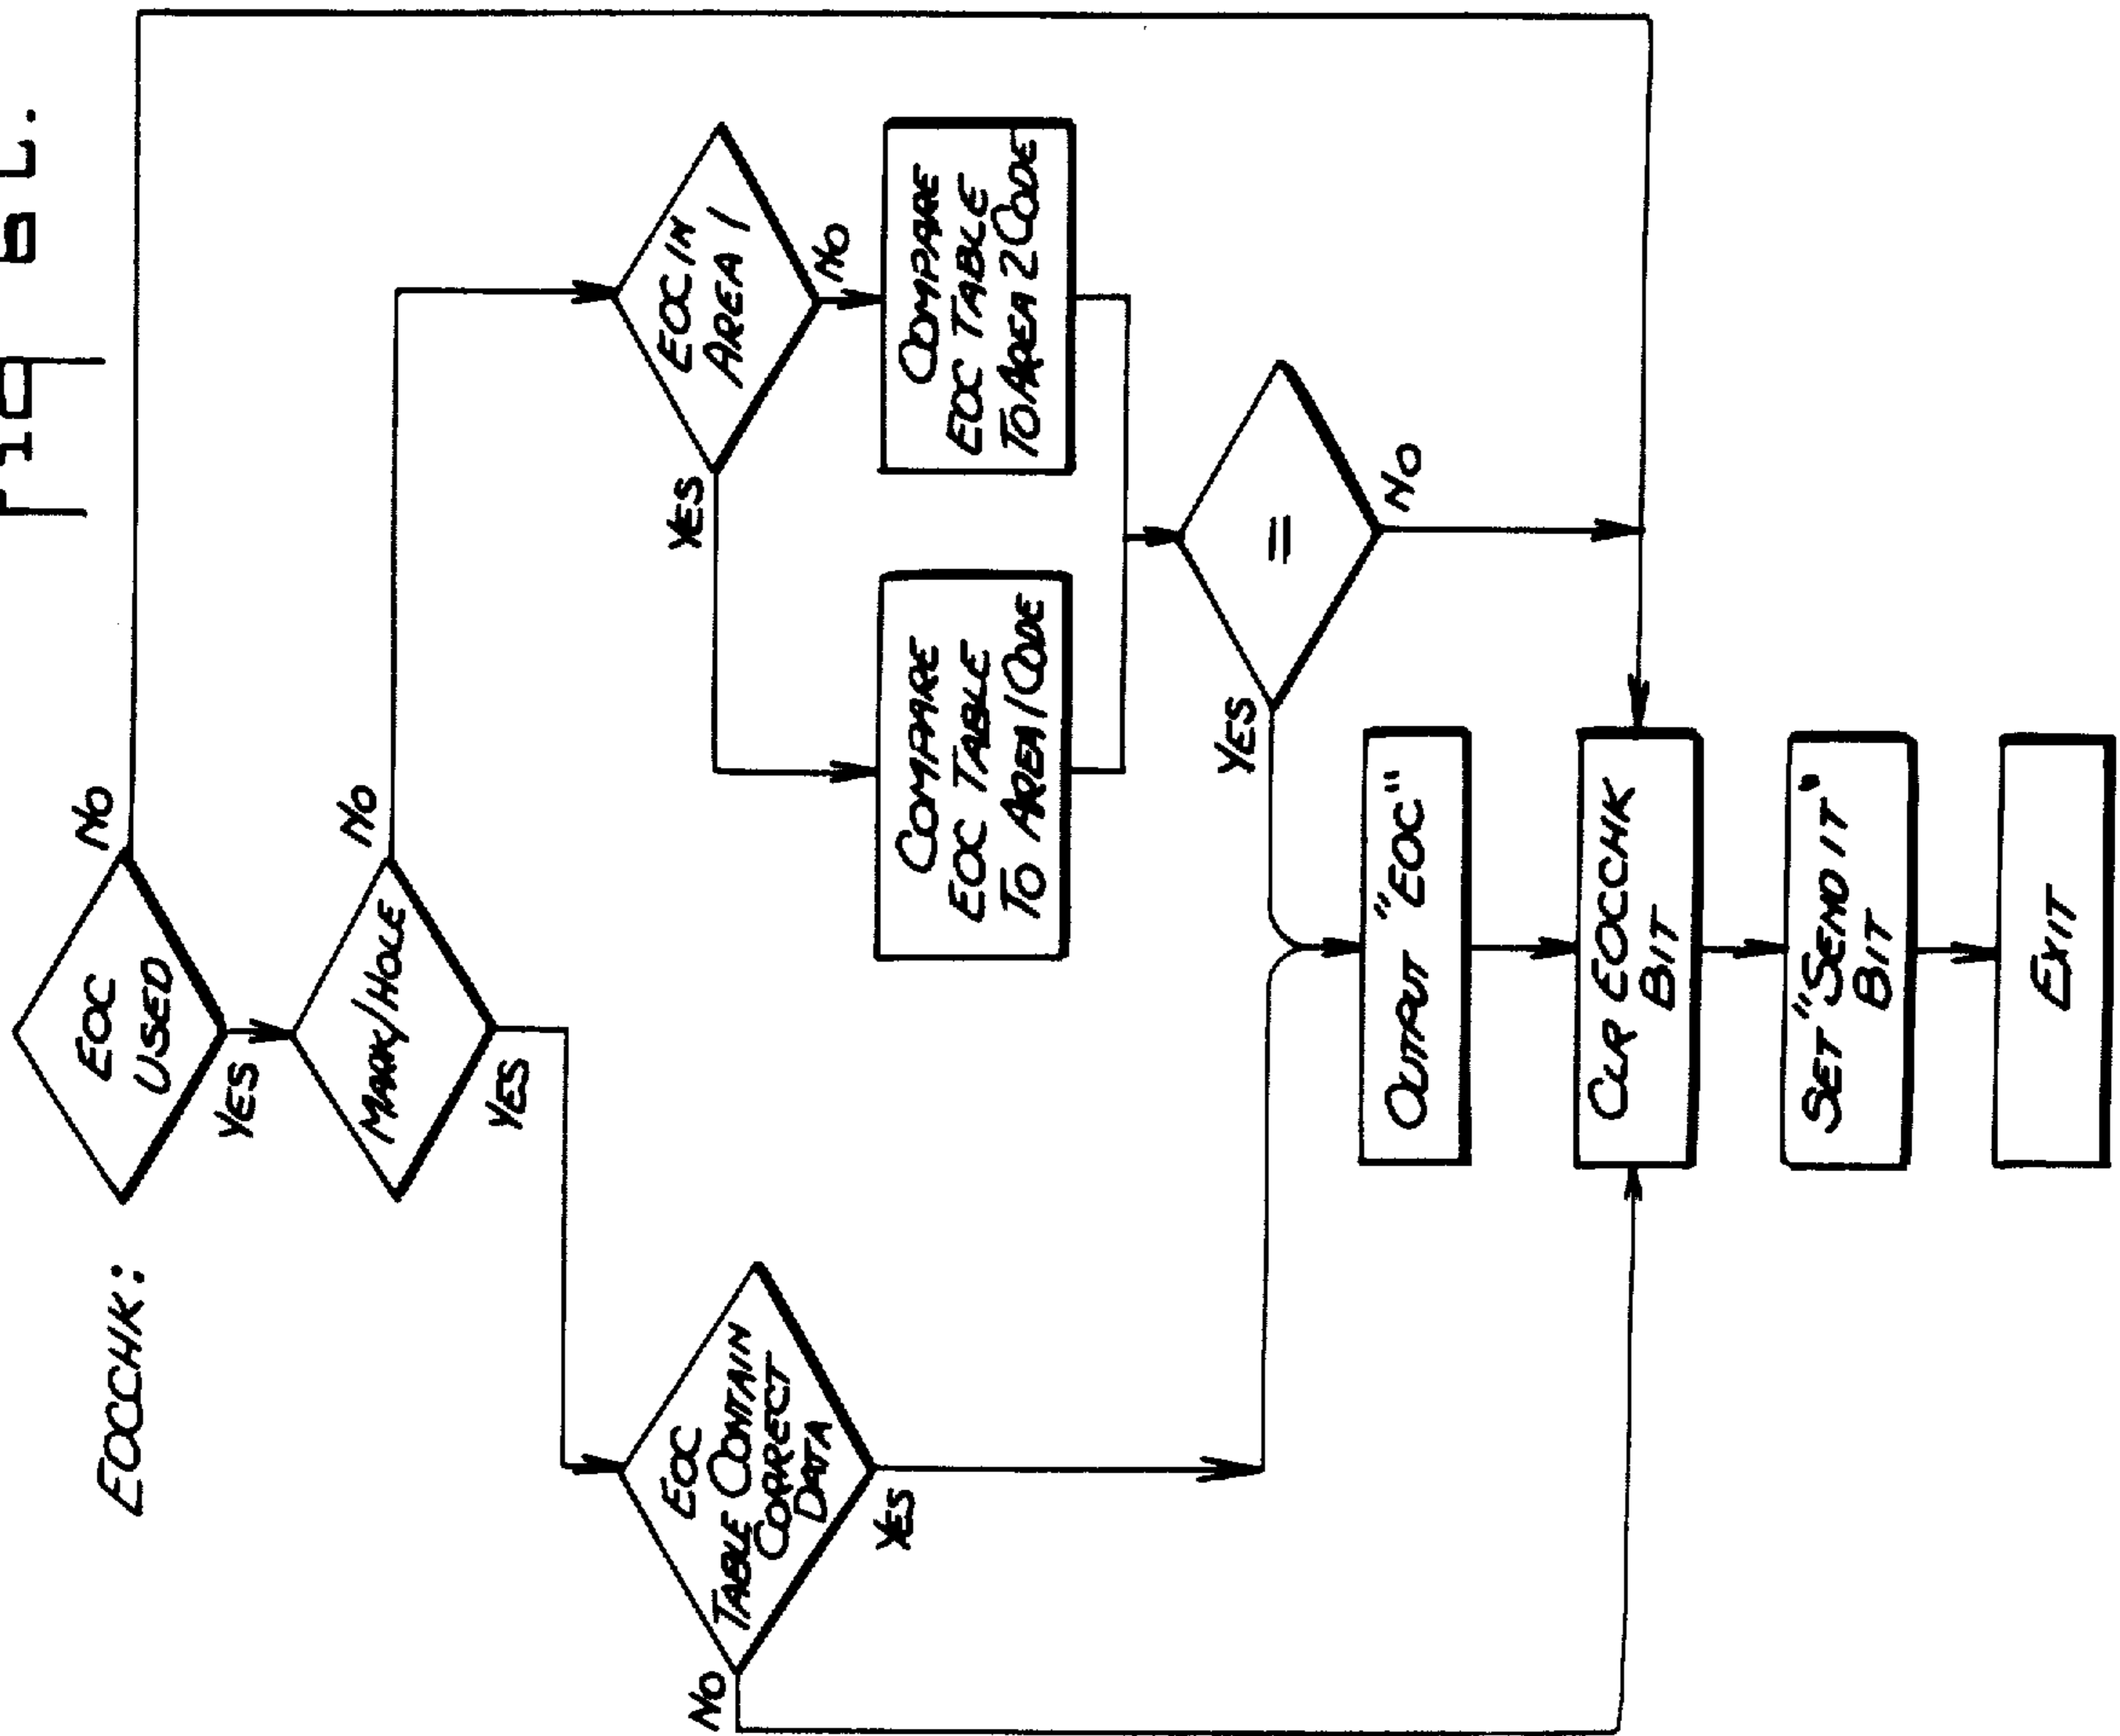 EOCCHK:
EOC
USED
NO
YES
MARK/HOLE
NO
YES
EOC
TABLE CONTAIN
CORRECT
DATA
NO
YES
EOC IN
AREA 1
YES
NO
COMPARE
EOC TABLE
TO AREA 1 CODE
COMPARE
EOC TABLE
TO AREA 2 CODE
=
YES
NO
OUTPUT "EOC"
CLR EOCCHK
BIT
SET "SEND IT"
BIT
EXIT